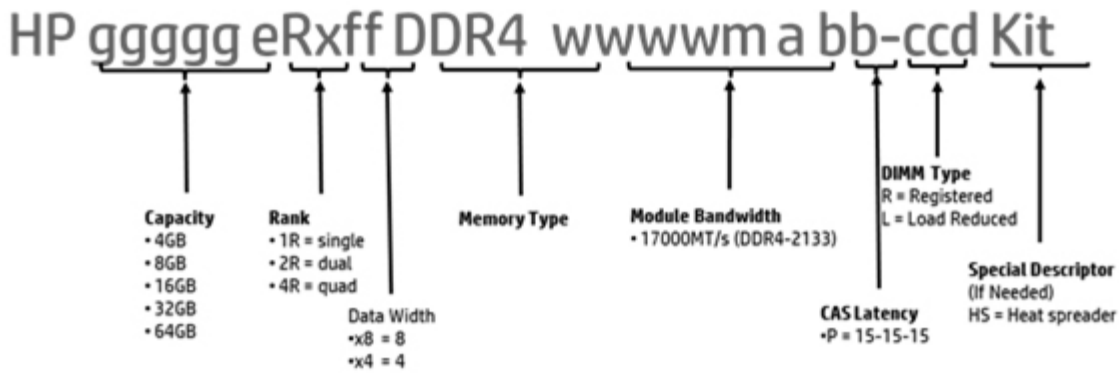 HP ggggg eRxff DDR4 wwwwm a bb-ccd Kit
DIMM Type
R = Registered
L = Load Reduced
Capacity
• 4GB
• 8GB
•16GB
•32GB
•64GB
Rank
• 1R = single
• 2R = dual
• 4R = quad
Memory Type
Module Bandwidth
• 17000MT/s (DDR4-2133)
Special Descriptor
(If Needed)
HS = Heat spreader
Data Width
•x8 = 8
•x4 = 4
CAS Latency
•P = 15-15-15